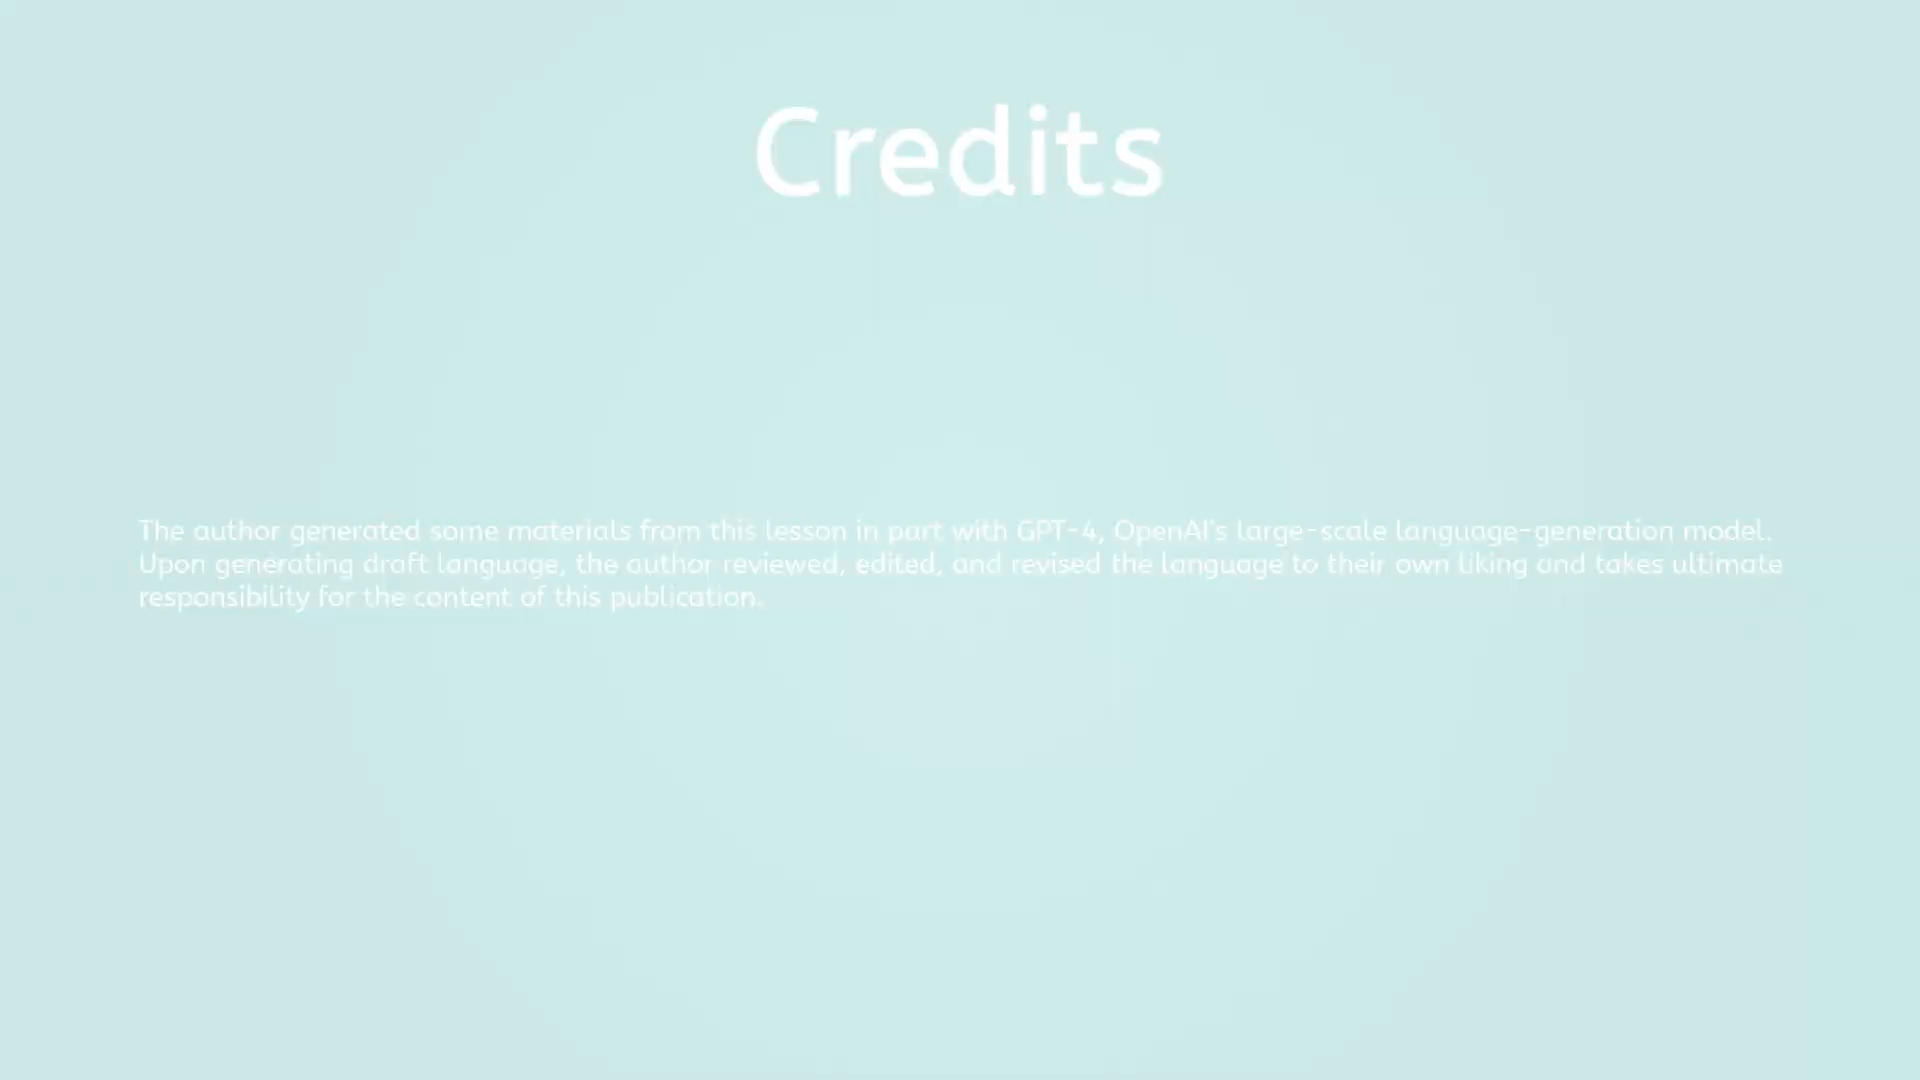 Credits
The author generated some materials from this lesson in part with GPT-4, OpenAI's large-scale language-generation model.
Upon generating draft language, the author reviewed, edited, and revised the language to their own liking and takes ultimate
responsibility for the content of this publication.